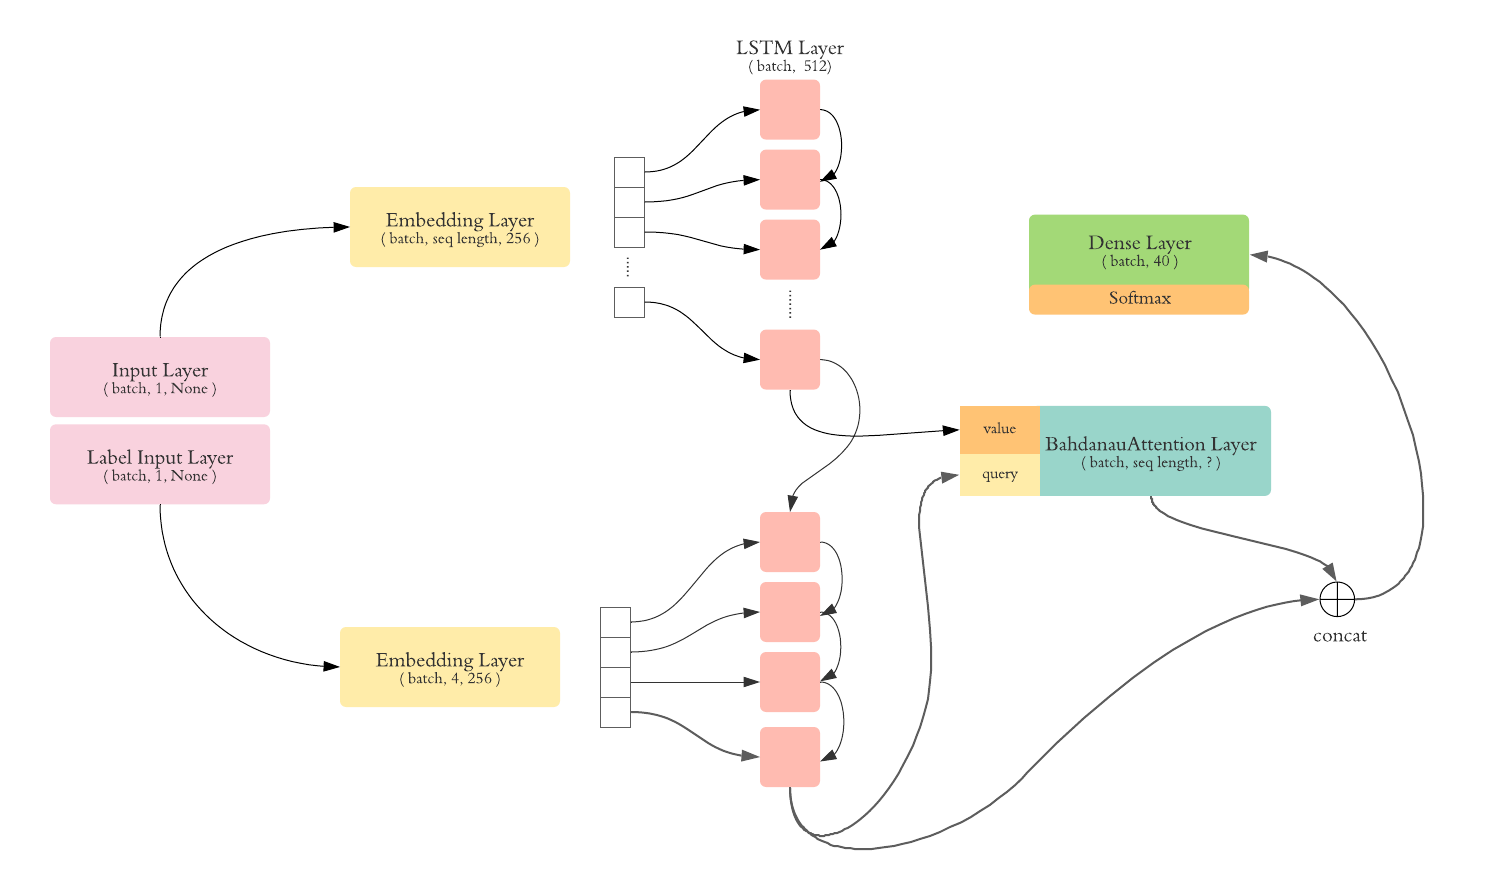 LSTM Layer
( batch,  512)
Embedding Layer
( batch, seq length, 256 )
Input Layer
( batch, 1, None )
Label Input Layer
( batch, 1, None )
Embedding Layer
( batch, 4, 256 )
Dense Layer
( batch, 40 )
Softmax
value
query
BahdanauAttention Layer
( batch, seq length, ? )
concat